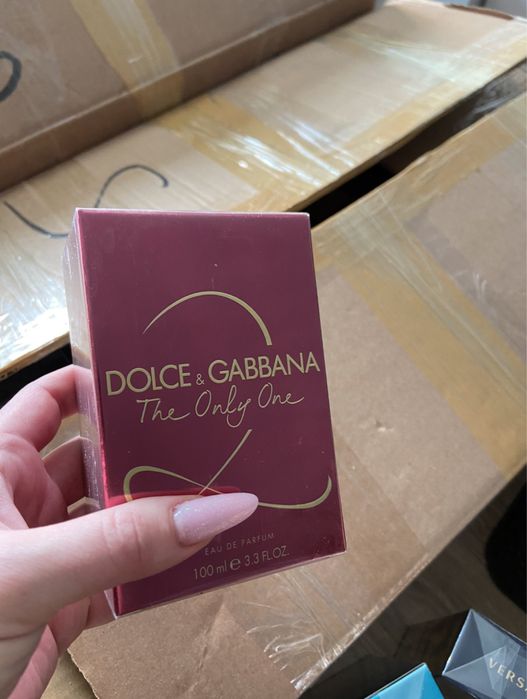 DOLCE & GABBANA
The Only One
EAU DE PARFUM
100 ml ℮ 3.3 FL.OZ.
VERS